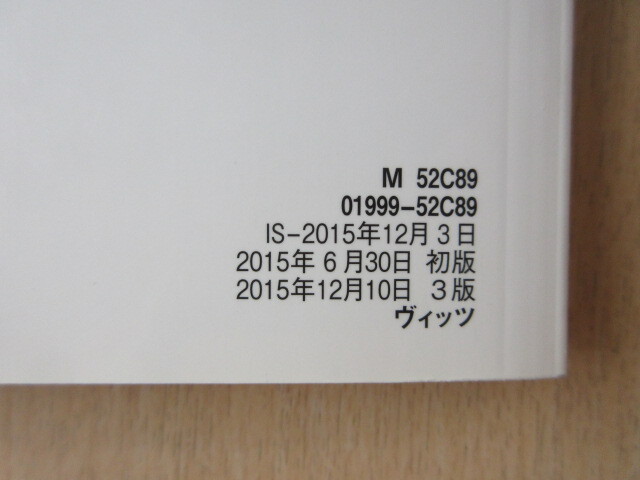 M 52C89
01999-52C89
IS-2015年12月3日
2015年6月30日 初版
2015年12月10日 3版
ヴィッツ